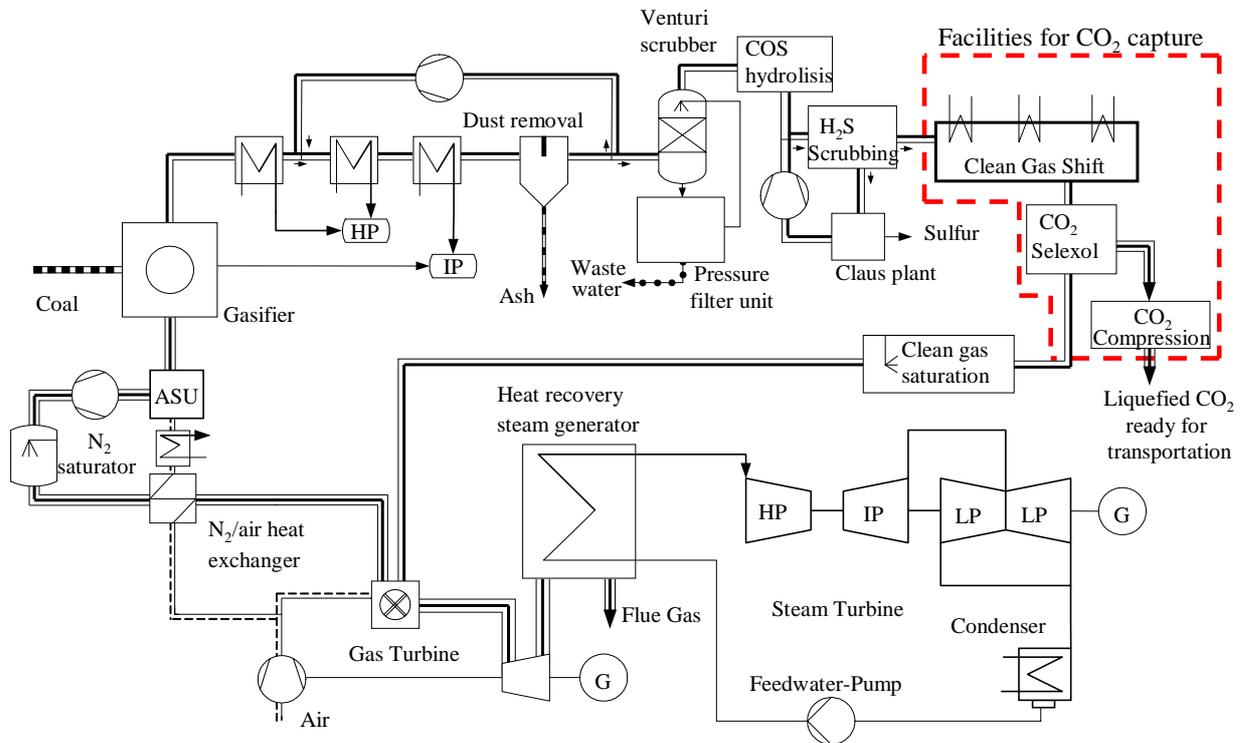 Venturi
scrubber
COS
hydrolisis
Facilities for CO₂ capture
Dust removal
H₂S
Scrubbing
Clean Gas Shift
HP
IP
CO₂
Selexol
Sulfur
Claus plant
Coal
Gasifier
Ash
Waste
water
Pressure
filter unit
CO₂
Compression
Clean gas
saturation
Liquefied CO₂
ready for
transportation
ASU
N₂
saturator
Heat recovery
steam generator
N₂/air heat
exchanger
HP
IP
LP
LP
G
Flue Gas
Steam Turbine
Condenser
Gas Turbine
G
Feedwater-Pump
Air